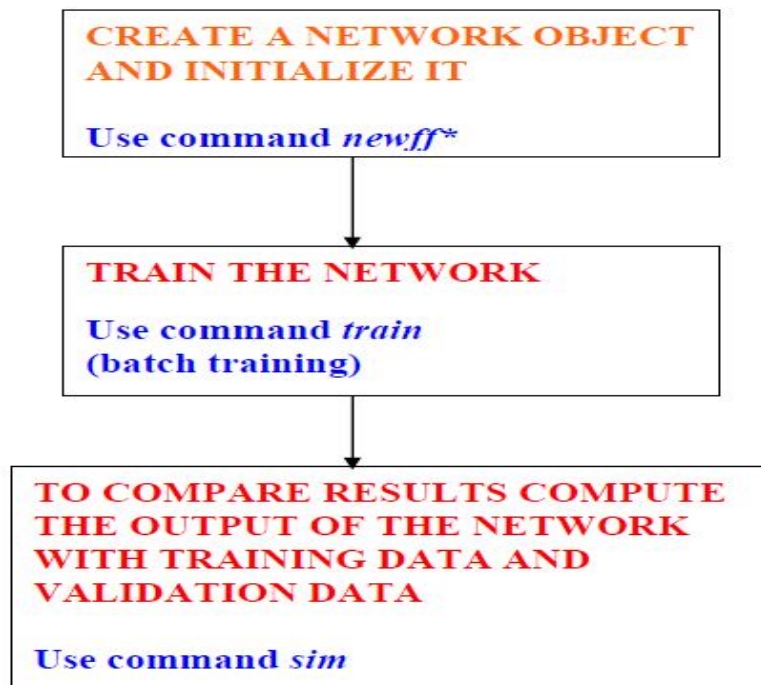 CREATE A NETWORK OBJECT
AND INITIALIZE IT
Use command newff*
TRAIN THE NETWORK
Use command train
(batch training)
TO COMPARE RESULTS COMPUTE
THE OUTPUT OF THE NETWORK
WITH TRAINING DATA AND
VALIDATION DATA
Use command sim